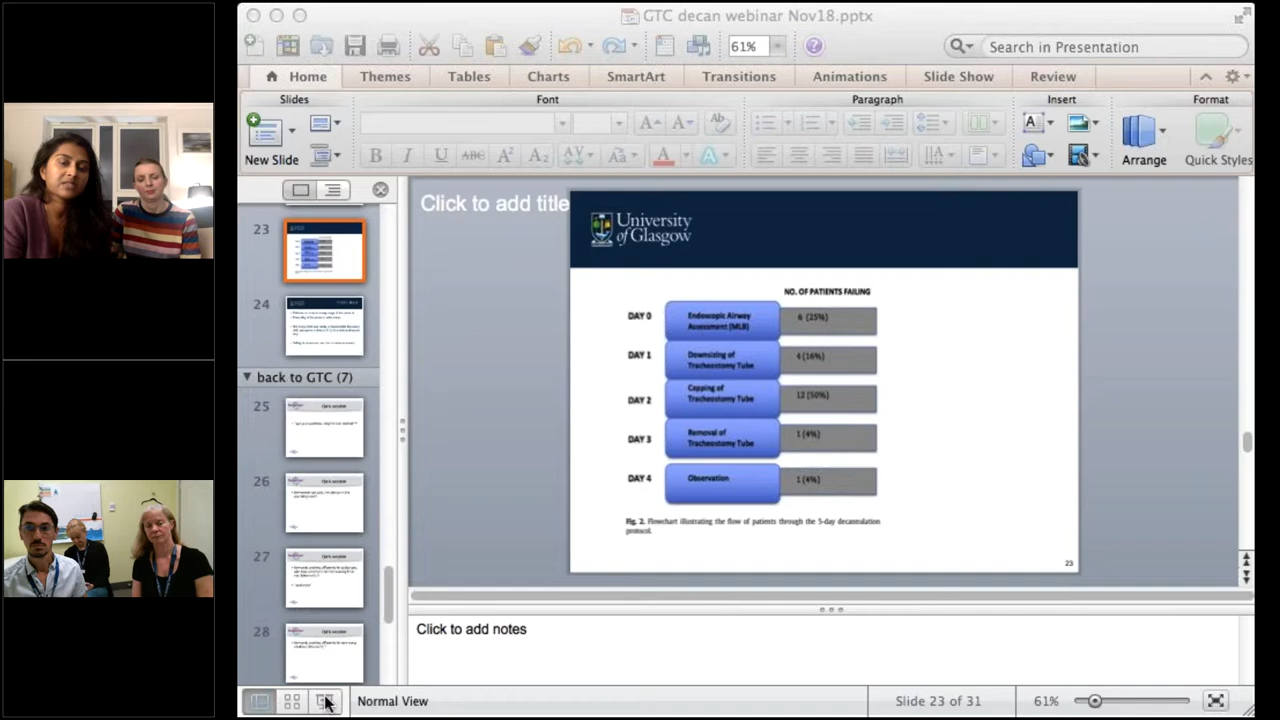 GTC decan webinar Nov18.pptx
61%
Search in Presentation
Home
Themes
Tables
Charts
SmartArt
Transitions
Animations
Slide Show
Review
Slides
Font
Paragraph
Insert
Format
New Slide
B I U ABC A2 Aa A A
Arrange
Quick Styles
23
24
back to GTC (7)
25
26
27
28
Click to add title
University
of Glasgow
NO. OF PATIENTS FAILING
DAY 0
Endoscopic Airway
Assessment (MLB)
6 (25%)
DAY 1
Downsizing of
Tracheostomy Tube
4 (16%)
DAY 2
Capping of
Tracheostomy Tube
12 (50%)
DAY 3
Removal of
Tracheostomy Tube
1 (4%)
DAY 4
Observation
1 (4%)
Fig. 2. Flowchart illustrating the flow of patients through the 5-day decannulation
protocol.
23
Click to add notes
Normal View
Slide 23 of 31
61%